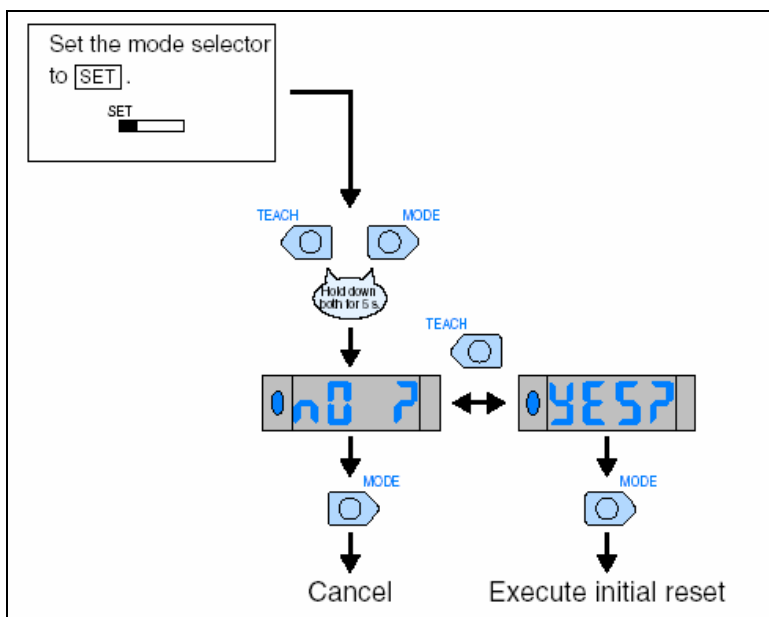 Set the mode selector
to SET.
SET
TEACH
MODE
Hold down
both for 5 s.
TEACH
nO ?
YES?
MODE
MODE
Cancel
Execute initial reset